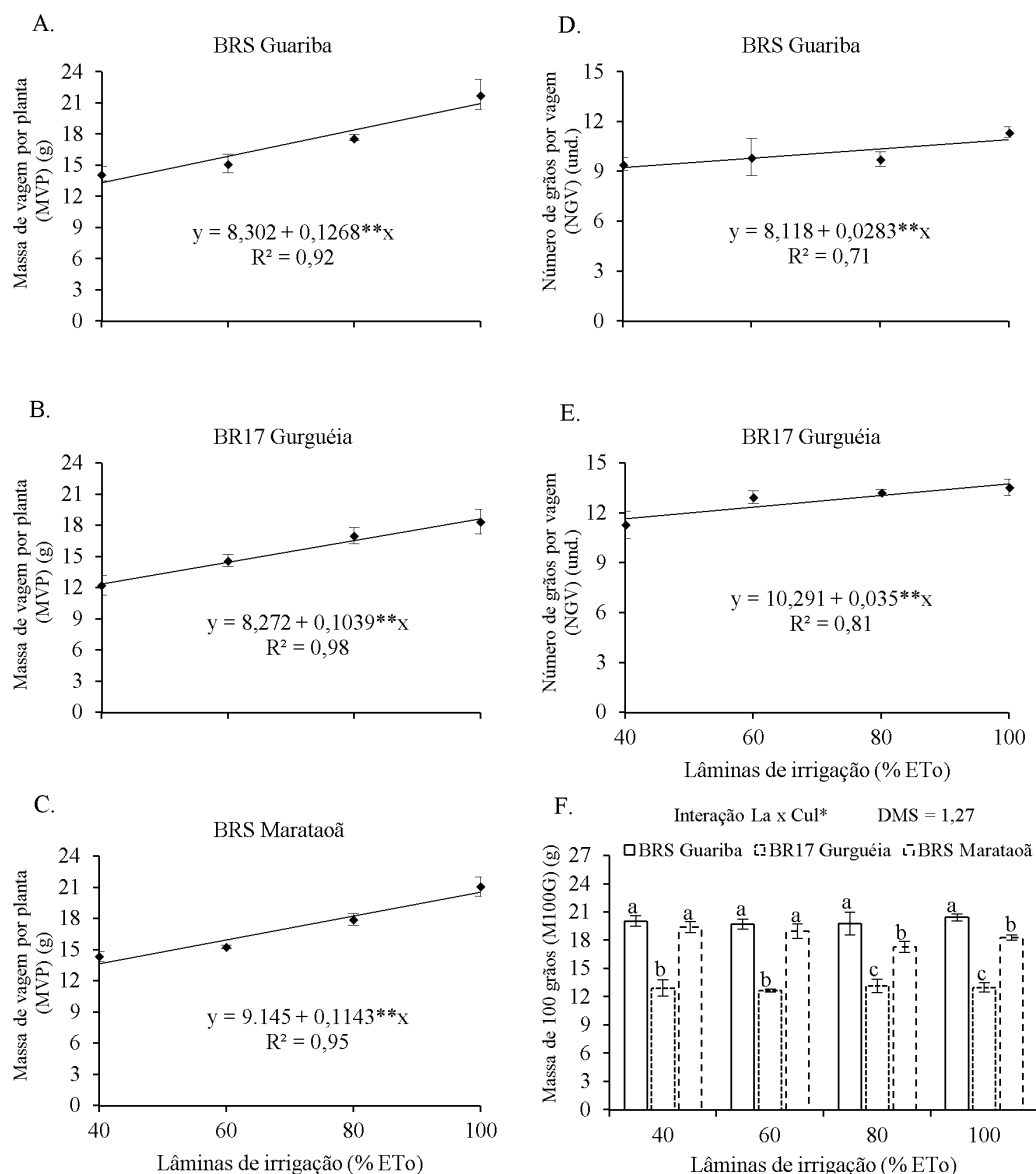 A.
BRS Guariba
Massa de vagem por planta
(MVP) (g)
24
21
18
15
12
9
6
3
0
y = 8,302 + 0,1268**x
R² = 0,92
B.
BR17 Gurguéia
Massa de vagem por planta
(MVP) (g)
24
21
18
15
12
9
6
3
0
y = 8,272 + 0,1039**x
R² = 0,98
C.
BRS Marataoã
Massa de vagem por planta
(MVP) (g)
24
21
18
15
12
9
6
3
0
y = 9.145 + 0,1143**x
R² = 0,95
40 60 80 100
Lâminas de irrigação (% ETo)
D.
BRS Guariba
Número de grãos por vagem
(NGV) (und.)
15
12
9
6
3
0
y = 8,118 + 0,0283**x
R² = 0,71
E.
BR17 Gurguéia
Número de grãos por vagem
(NGV) (und.)
15
12
9
6
3
0
y = 10,291 + 0,035**x
R² = 0,81
40 60 80 100
Lâminas de irrigação (% ETo)
F.
Interação La x Cul* DMS = 1,27
BRS Guariba BR17 Gurguéia BRS Marataoã
Massa de 100 grãos (M100G) (g)
27
24
21
18
15
12
9
6
3
0
a b a a b a a c b a c b
40 60 80 100
Lâminas de irrigação (% ETo)